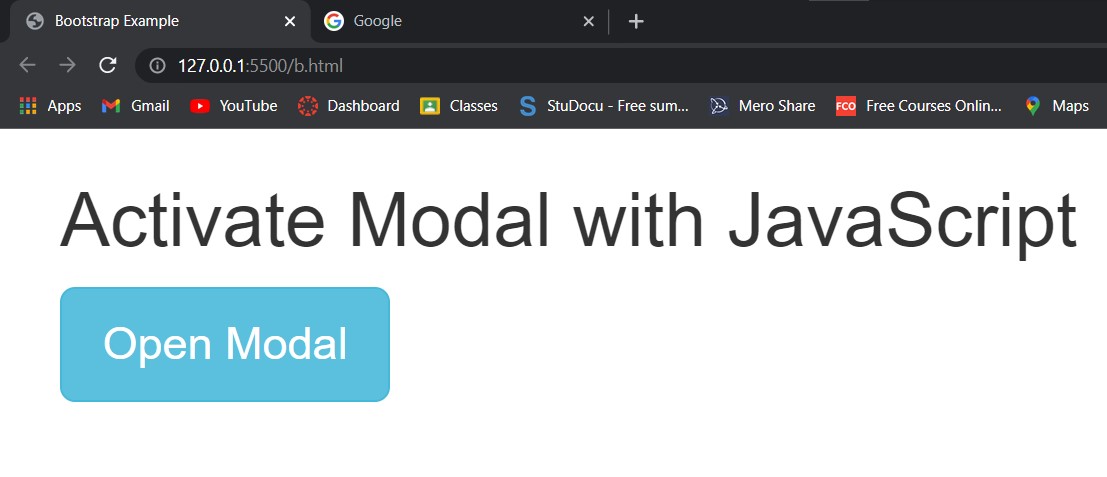 Bootstrap Example Google
127.0.0.1:5500/b.html
Apps Gmail YouTube Dashboard Classes S StuDocu - Free sum... Mero Share FCO Free Courses Onlin... Maps
Activate Modal with JavaScript
Open Modal